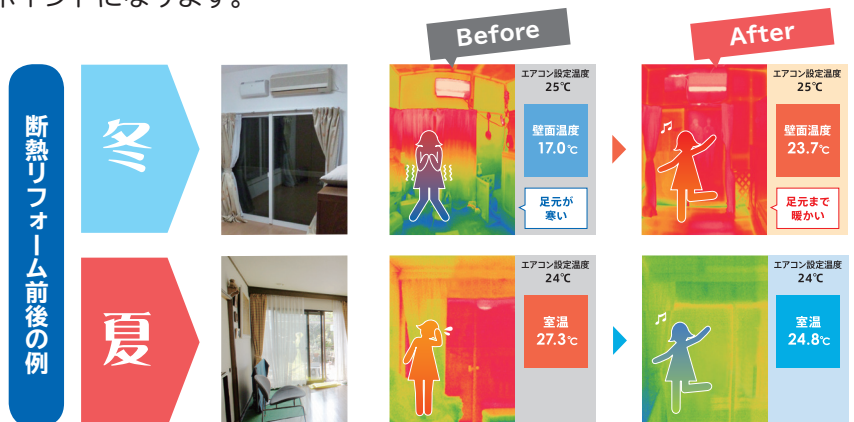 ポイントになります。
Before
After
断熱リフォーム前後の例
冬
エアコン設定温度
25℃
壁面温度
17.0℃
足元が
寒い
エアコン設定温度
25℃
壁面温度
23.7℃
足元まで
暖かい
夏
エアコン設定温度
24℃
室温
27.3℃
エアコン設定温度
24℃
室温
24.8℃